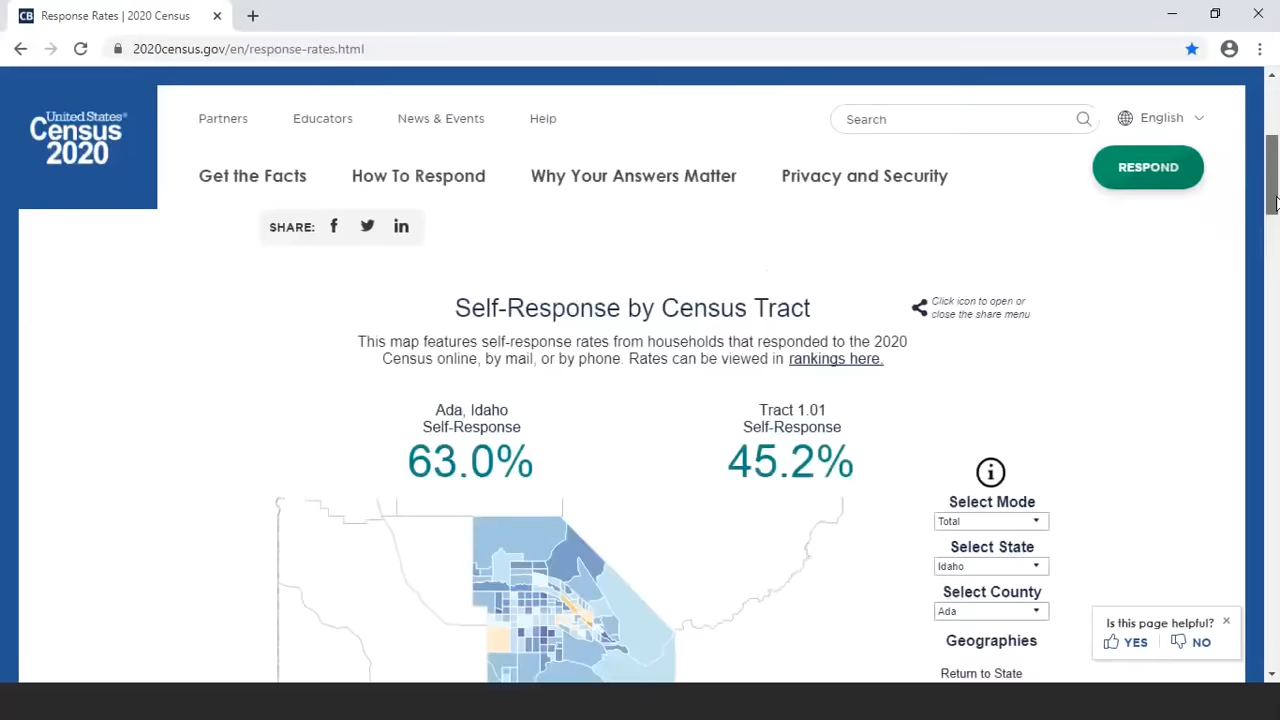 CB Response Rates | 2020 Census
2020census.gov/en/response-rates.html
United States®
Census
2020
Partners Educators News & Events Help
Search
English
Get the Facts How To Respond Why Your Answers Matter Privacy and Security
RESPOND
SHARE: f in
Self-Response by Census Tract
Click icon to open or
close the share menu
This map features self-response rates from households that responded to the 2020
Census online, by mail, or by phone. Rates can be viewed in rankings here.
Ada, Idaho
Self-Response
63.0%
Tract 1.01
Self-Response
45.2%
i
Select Mode
Total
Select State
Idaho
Select County
Ada
Geographies
Return to State
Is this page helpful?
YES NO